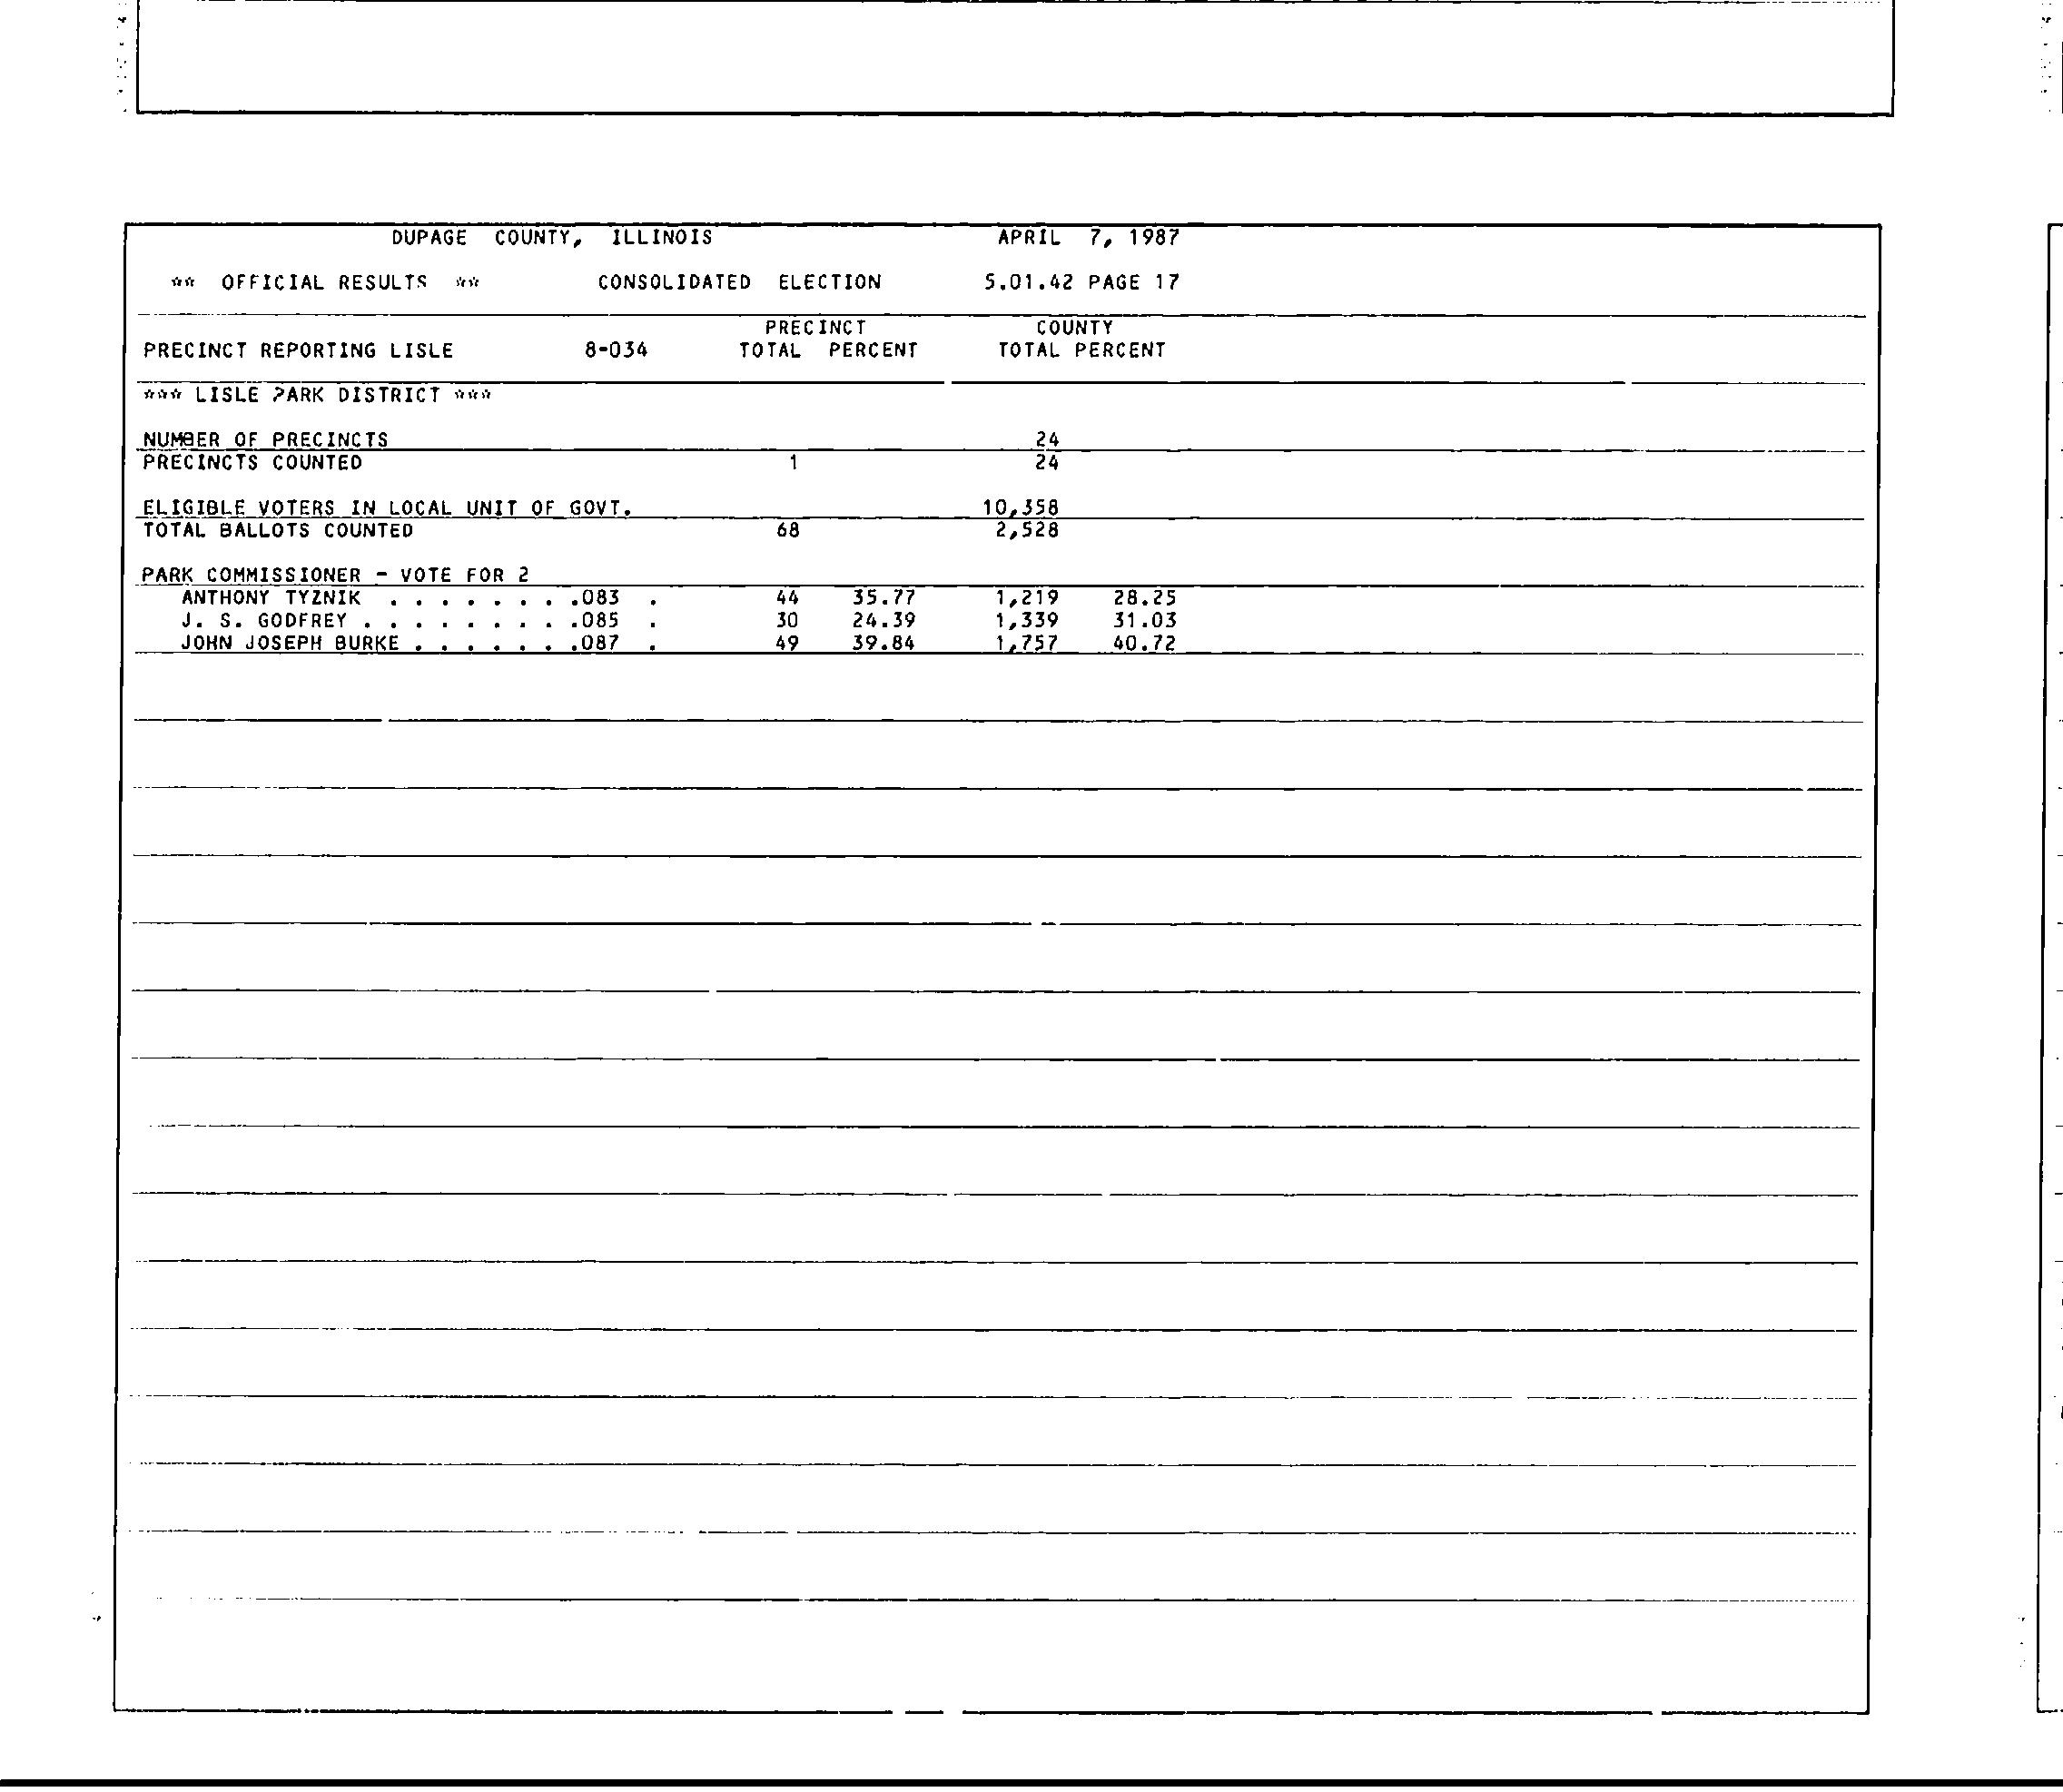 DUPAGE COUNTY, ILLINOIS APRIL 7, 1987
** OFFICIAL RESULTS ** CONSOLIDATED ELECTION 5.01.42 PAGE 17
PRECINCT COUNTY
PRECINCT REPORTING LISLE 8-034 TOTAL PERCENT TOTAL PERCENT
*** LISLE PARK DISTRICT ***
NUMBER OF PRECINCTS 24
PRECINCTS COUNTED 1 24
ELIGIBLE VOTERS IN LOCAL UNIT OF GOVT. 10,358
TOTAL BALLOTS COUNTED 68 2,528
PARK COMMISSIONER - VOTE FOR 2
ANTHONY TYZNIK . . . . . . . .083 . 44 35.77 1,219 28.25
J. S. GODFREY . . . . . . . . .085 . 30 24.39 1,339 31.03
JOHN JOSEPH BURKE . . . . . . .087 . 49 39.84 1,757 40.72